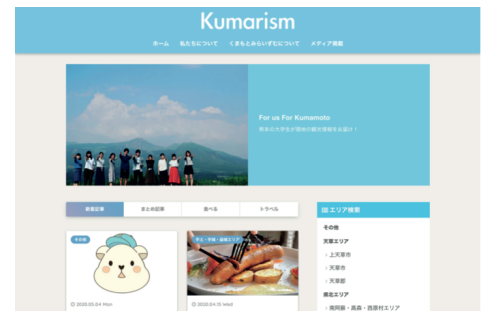 Kumarism
ホーム 私たちについて くまもとみらいずむについて メディア掲載
For us For Kumamoto
熊本の大学生が現地の観光情報をお届け！
新着記事 まとめ記事 食べる トラベル
エリア検索
その他
その他
天草エリア
上天草市
天草市
天草郡
県北エリア
南阿蘇・高森・西原村エリア
2020.05.04 Mon
2020.04.15 Wed